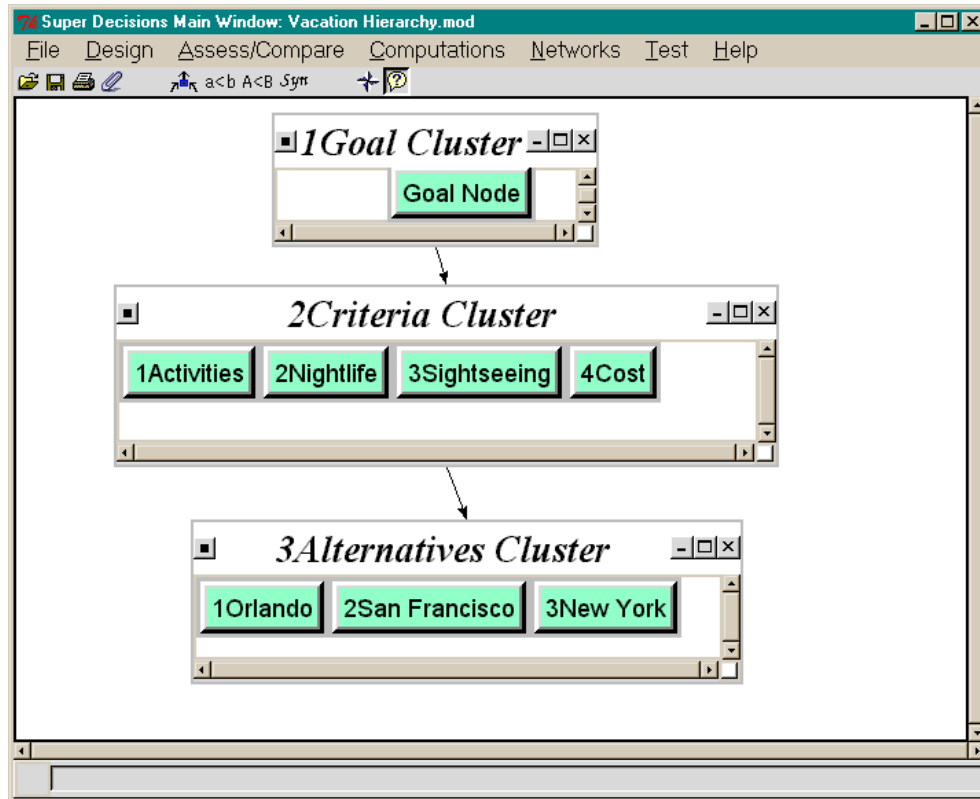 Super Decisions Main Window: Vacation Hierarchy.mod
File Design Assess/Compare Computations Networks Test Help
a<b A<B Syn
1Goal Cluster
Goal Node
2Criteria Cluster
1Activities 2Nightlife 3Sightseeing 4Cost
3Alternatives Cluster
1Orlando 2San Francisco 3New York